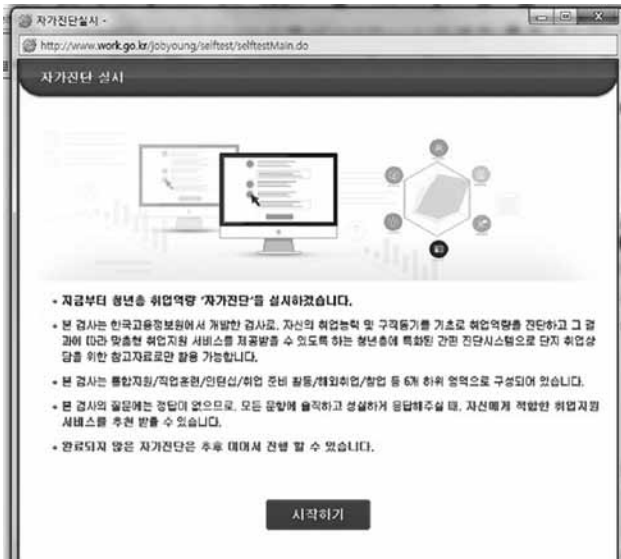 자가진단실시 -
http://www.work.go.kr/jobyoung/selftest/selftestMain.do
자가진단 실시
• 지금부터 청년층 취업역량 '자가진단'을 실시하겠습니다.
• 본 검사는 한국고용정보원에서 개발한 검사로, 자신의 취업능력 및 구직동기를 기초로 취업역량을 진단하고 그 결
과에 따라 맞춤형 취업지원 서비스를 제공받을 수 있도록 하는 청년층에 특화된 간편 진단시스템으로 단지 취업상
담을 위한 참고자료로만 활용 가능합니다.
• 본 검사는 통합지원/직업훈련/인턴십/취업 준비 활동/해외취업/창업 등 6개 하위 영역으로 구성되어 있습니다.
• 본 검사의 질문에는 정답이 없으므로, 모든 문항에 솔직하고 성실하게 응답해주실 때, 자신에게 적합한 취업지원
서비스를 추천 받을 수 있습니다.
• 완료되지 않은 자가진단은 추후 이어서 진행 할 수 있습니다.
시작하기